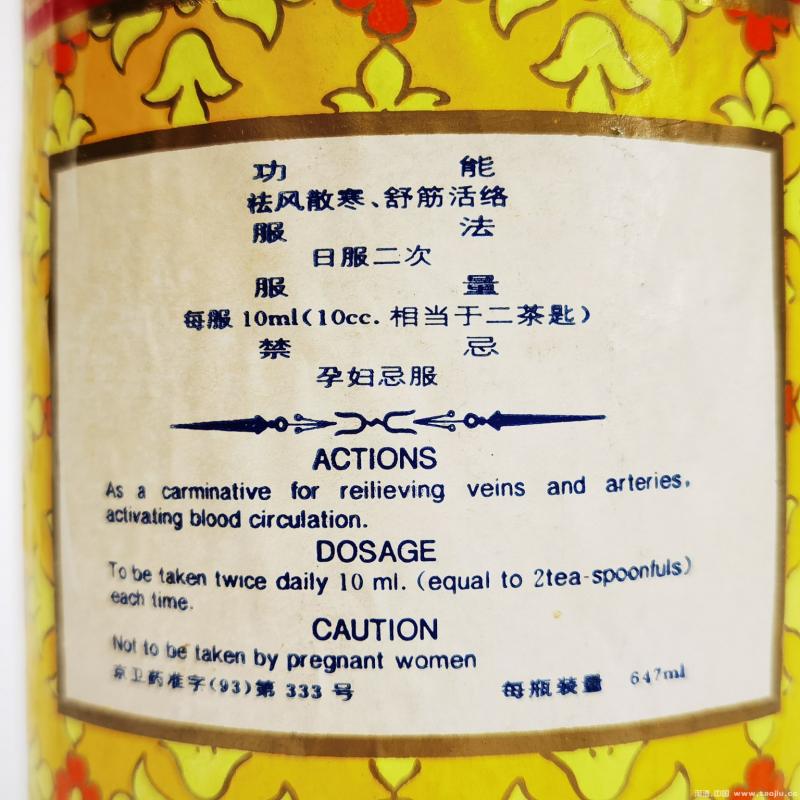 功 能
祛风散寒、舒筋活络
服 法
日服二次
服 量
每服 10ml(10cc. 相当于二茶匙)
禁 忌
孕妇忌服
ACTIONS
As a carminative for reilieving veins and arteries.
activating blood circulation.
DOSAGE
To be taken twice daily 10 ml. (equal to 2tea-spoonfuls)
each time.
CAUTION
Not to be taken by pregnant women
京卫药准字(93)第 333 号 每瓶装量 647ml
www.taojiu.cc